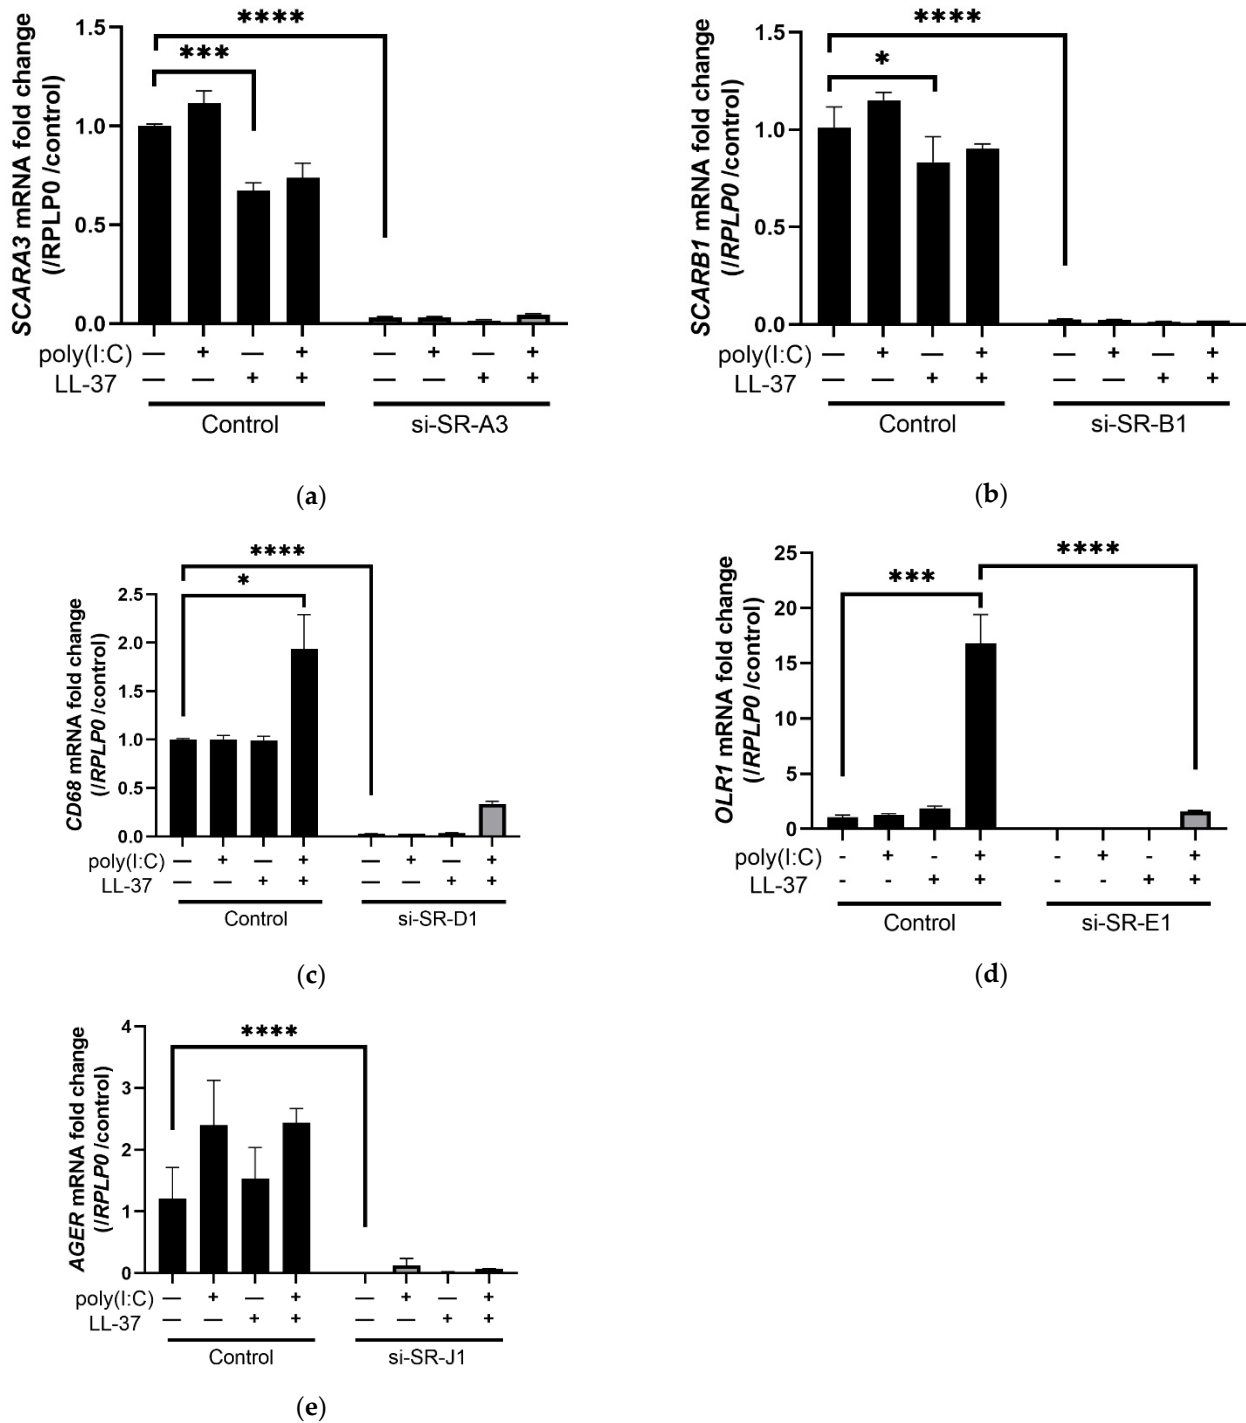 ****
***
SCARA3 mRNA fold change
(/RPLP0 /control)
1.5
1.0
0.5
0.0
poly(I:C) — + — + — + — +
LL-37 — — + + — — + +
Control si-SR-A3
(a)
****
*
SCARB1 mRNA fold change
(/RPLP0 /control)
1.5
1.0
0.5
0.0
poly(I:C) — + — + — + — +
LL-37 — — + + — — + +
Control si-SR-B1
(b)
****
*
CD68 mRNA fold change
(/RPLP0 /control)
2.5
2.0
1.5
1.0
0.5
0.0
poly(I:C) — + — + — + — +
LL-37 — — + + — — + +
Control si-SR-D1
(c)
****
***
OLR1 mRNA fold change
(/RPLP0 /control)
25
20
15
10
5
0
poly(I:C) - + - + - + - +
LL-37 - - + + - - + +
Control si-SR-E1
(d)
****
AGER mRNA fold change
(/RPLP0 /control)
4
3
2
1
0
poly(I:C) — + — + — + — +
LL-37 — — + + — — + +
Control si-SR-J1
(e)